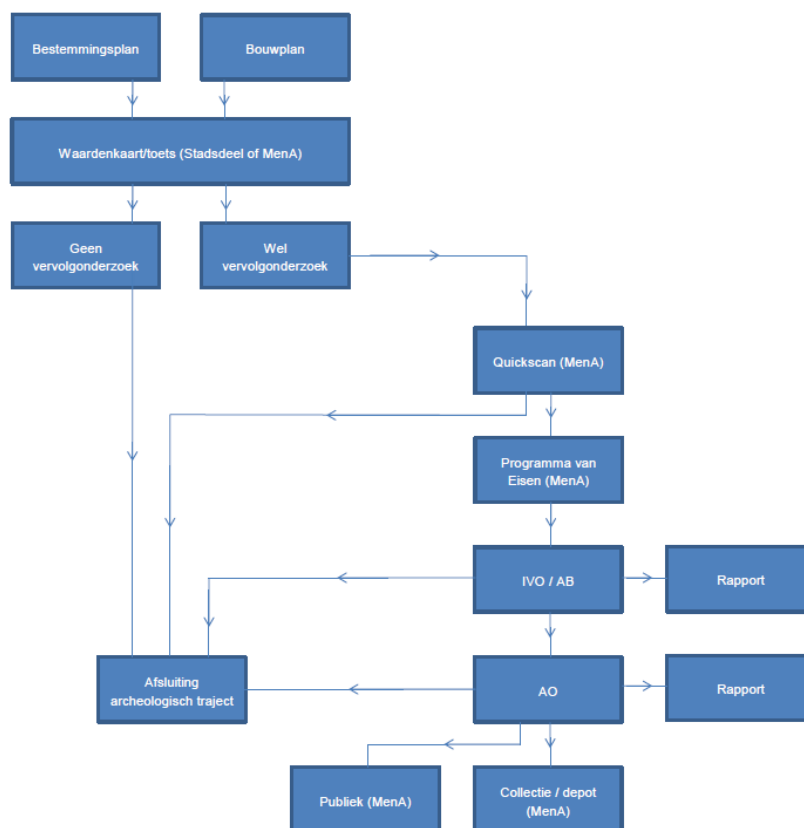 Bestemmingsplan
Bouwplan
Waardenkaart/toets (Stadsdeel of MenA)
Geen
vervolgonderzoek
Wel
vervolgonderzoek
Quickscan (MenA)
Programma van
Eisen (MenA)
IVO / AB
Rapport
Afsluiting
archeologisch traject
AO
Rapport
Publiek (MenA)
Collectie / depot
(MenA)